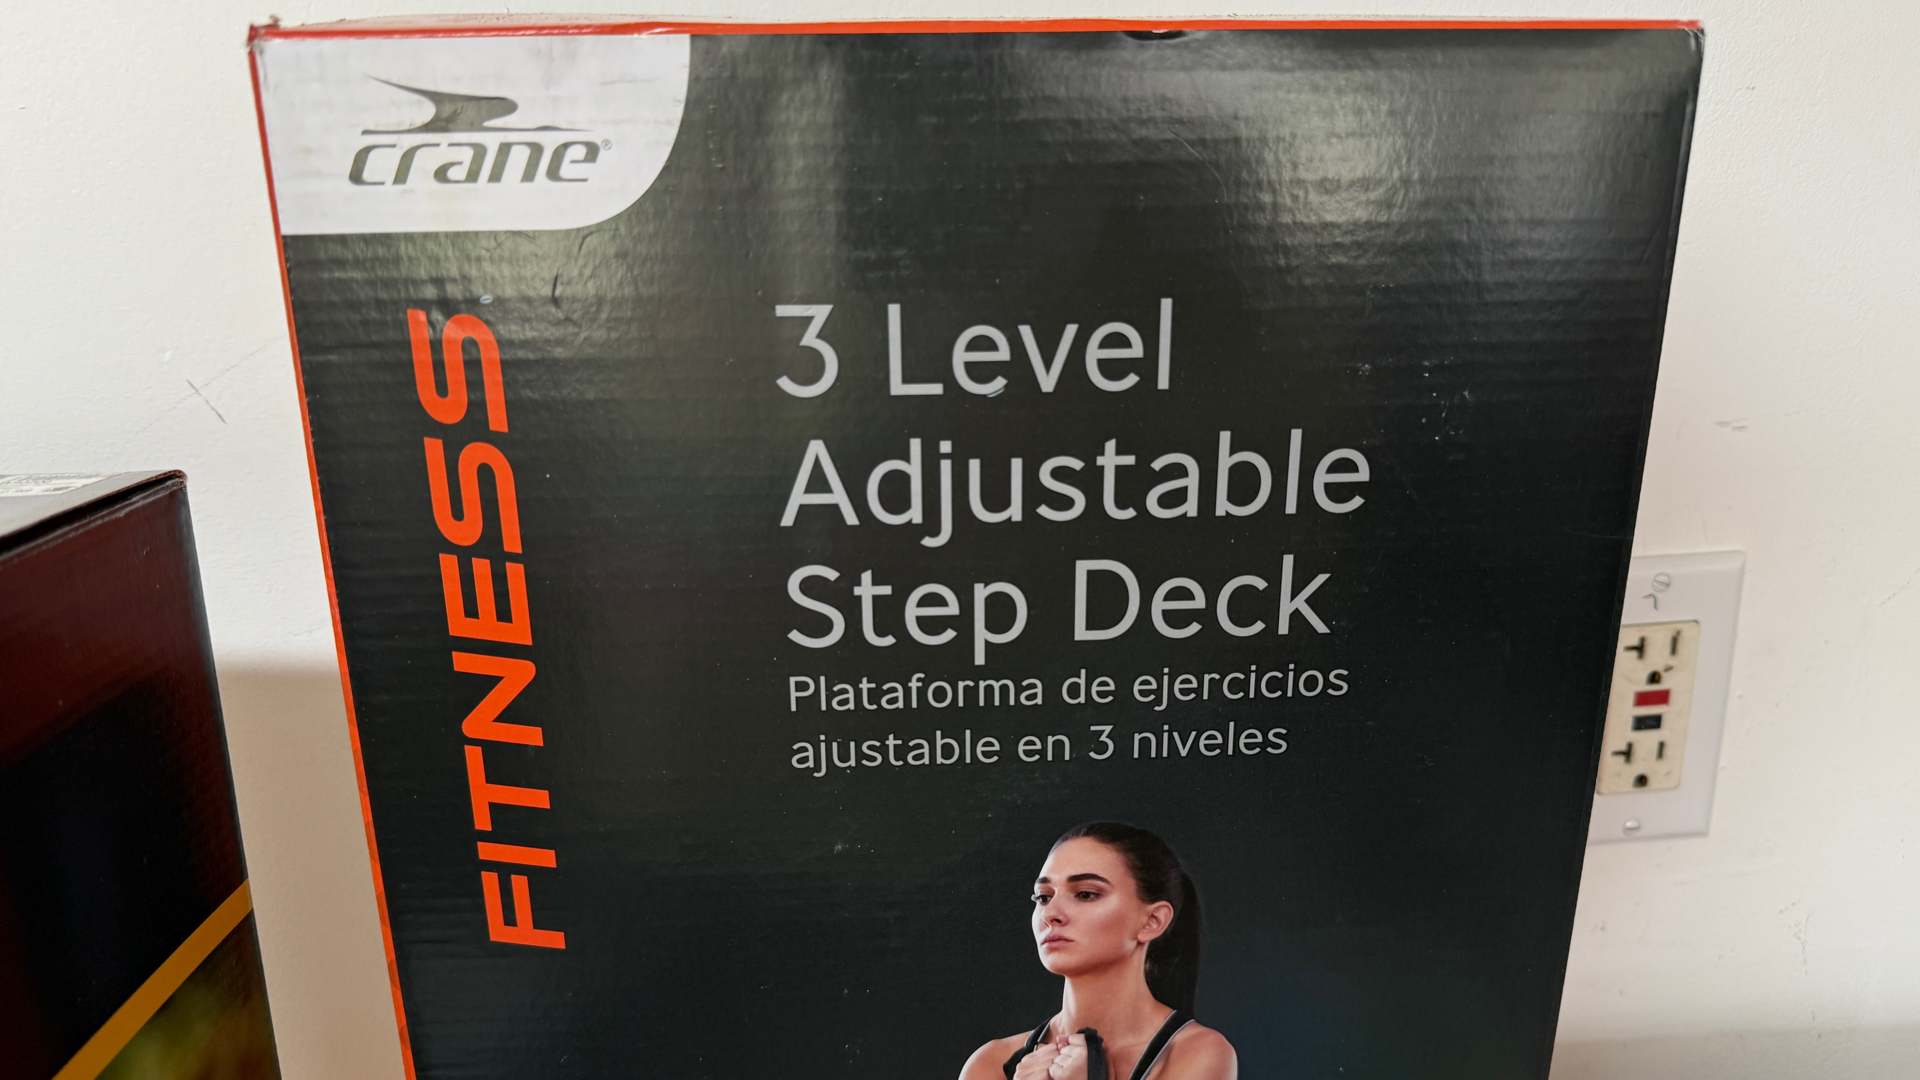 crane®
FITNESS
3 Level
Adjustable
Step Deck
Plataforma de ejercicios
ajustable en 3 niveles